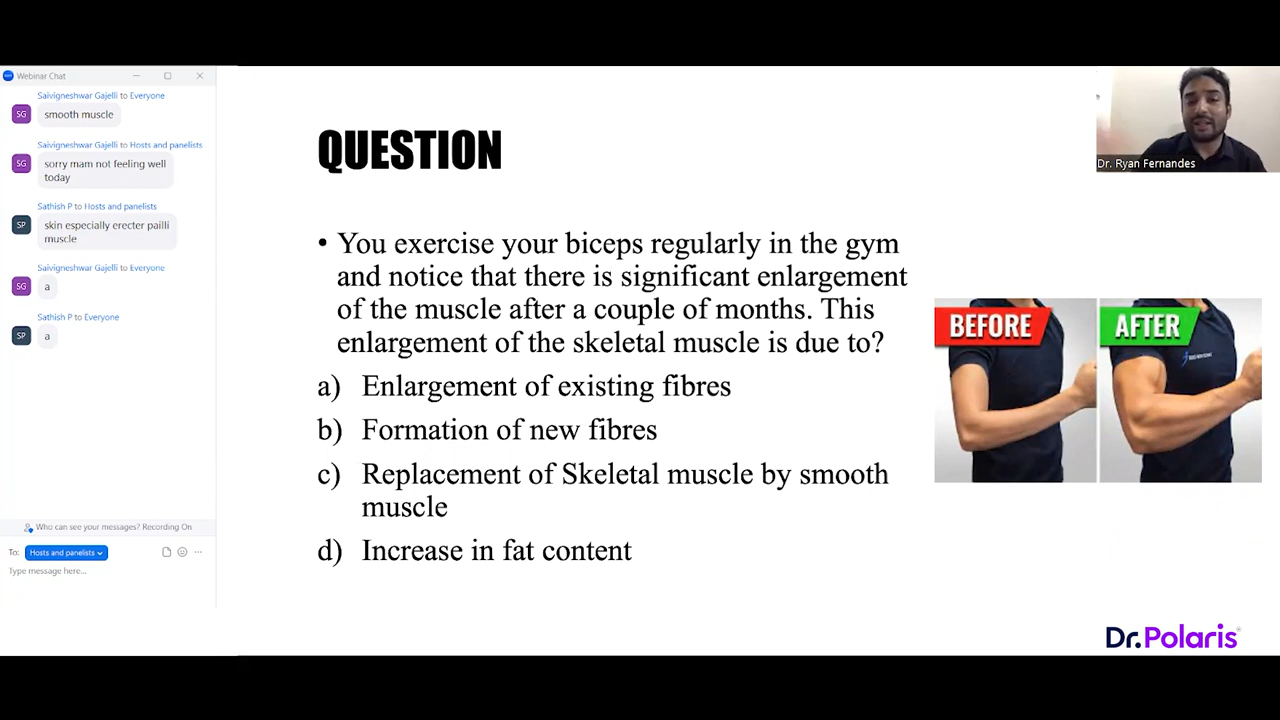 Webinar Chat
Saivigneshwar Gajelli to Everyone
SG
smooth muscle
Saivigneshwar Gajelli to Hosts and panelists
SG
sorry mam not feeling well
today
Sathish P to Hosts and panelists
SP
skin especially erecter pailli
muscle
Saivigneshwar Gajelli to Everyone
SG
a
Sathish P to Everyone
SP
a
Who can see your messages? Recording On
To: Hosts and panelists
Type message here...
QUESTION
• You exercise your biceps regularly in the gym
and notice that there is significant enlargement
of the muscle after a couple of months. This
enlargement of the skeletal muscle is due to?
a) Enlargement of existing fibres
b) Formation of new fibres
c) Replacement of Skeletal muscle by smooth
muscle
d) Increase in fat content
Dr. Ryan Fernandes
BEFORE
AFTER
Dr.Polaris